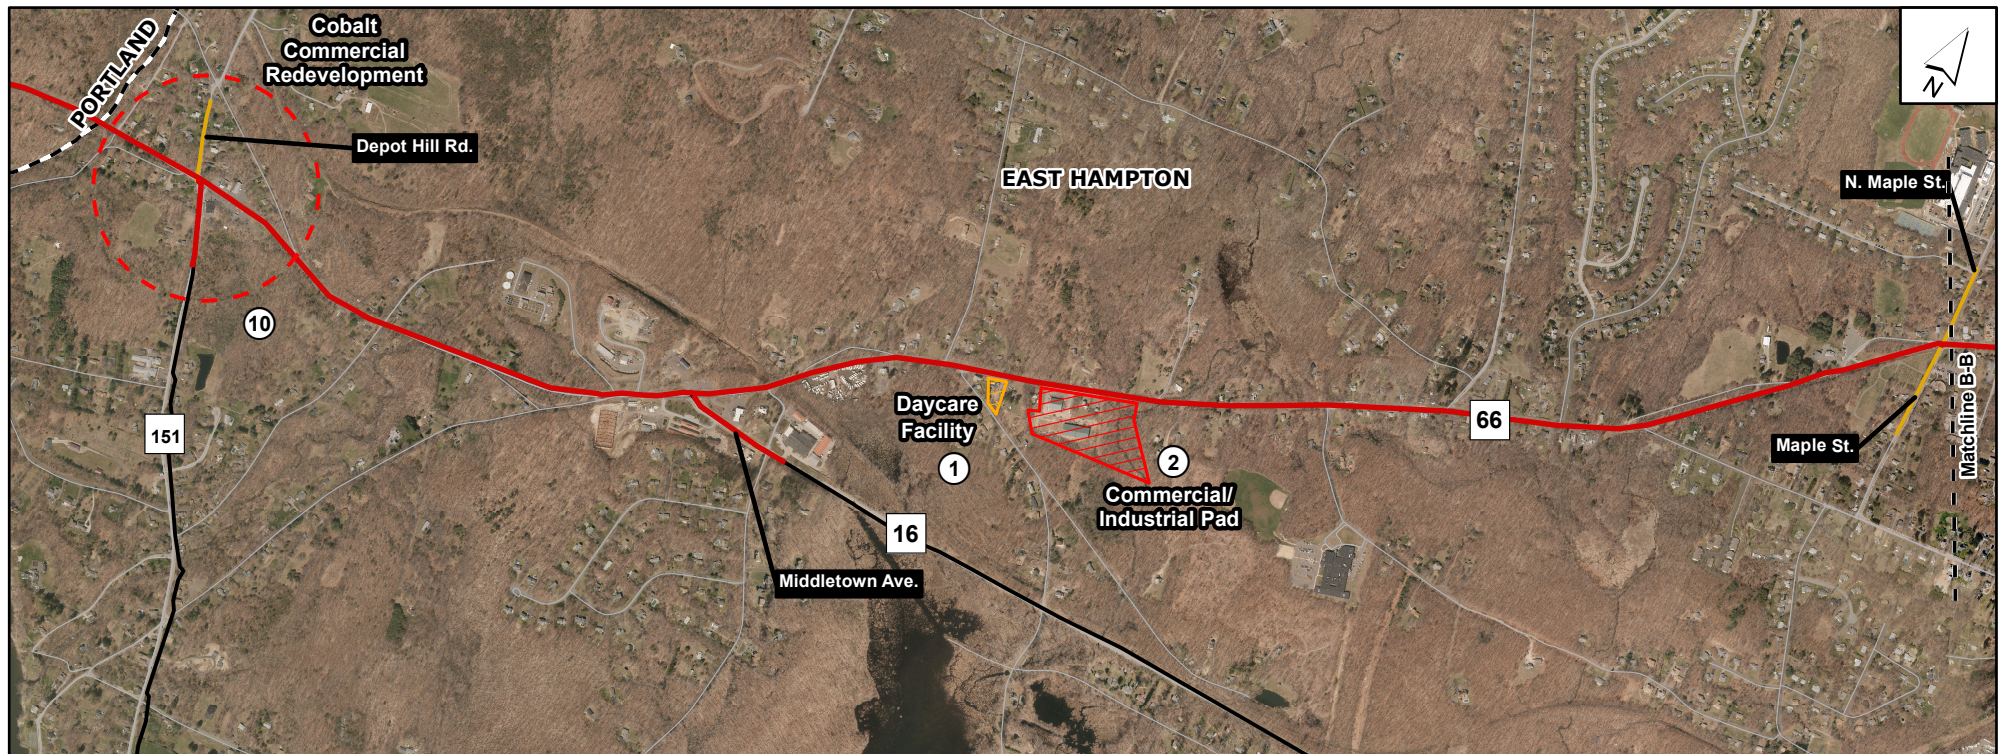 PORTLAND
Cobalt
Commercial
Redevelopment
Depot Hill Rd.
EAST HAMPTON
N
N. Maple St.
10
151
Daycare
Facility
1
2
Commercial/
Industrial Pad
66
Maple St.
Matchline B-B
16
Middletown Ave.